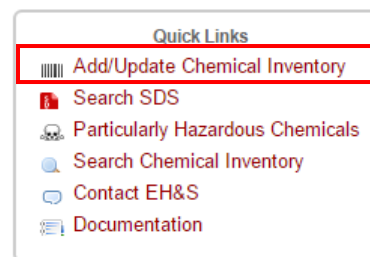 Quick Links
Add/Update Chemical Inventory
Search SDS
Particularly Hazardous Chemicals
Search Chemical Inventory
Contact EH&S
Documentation